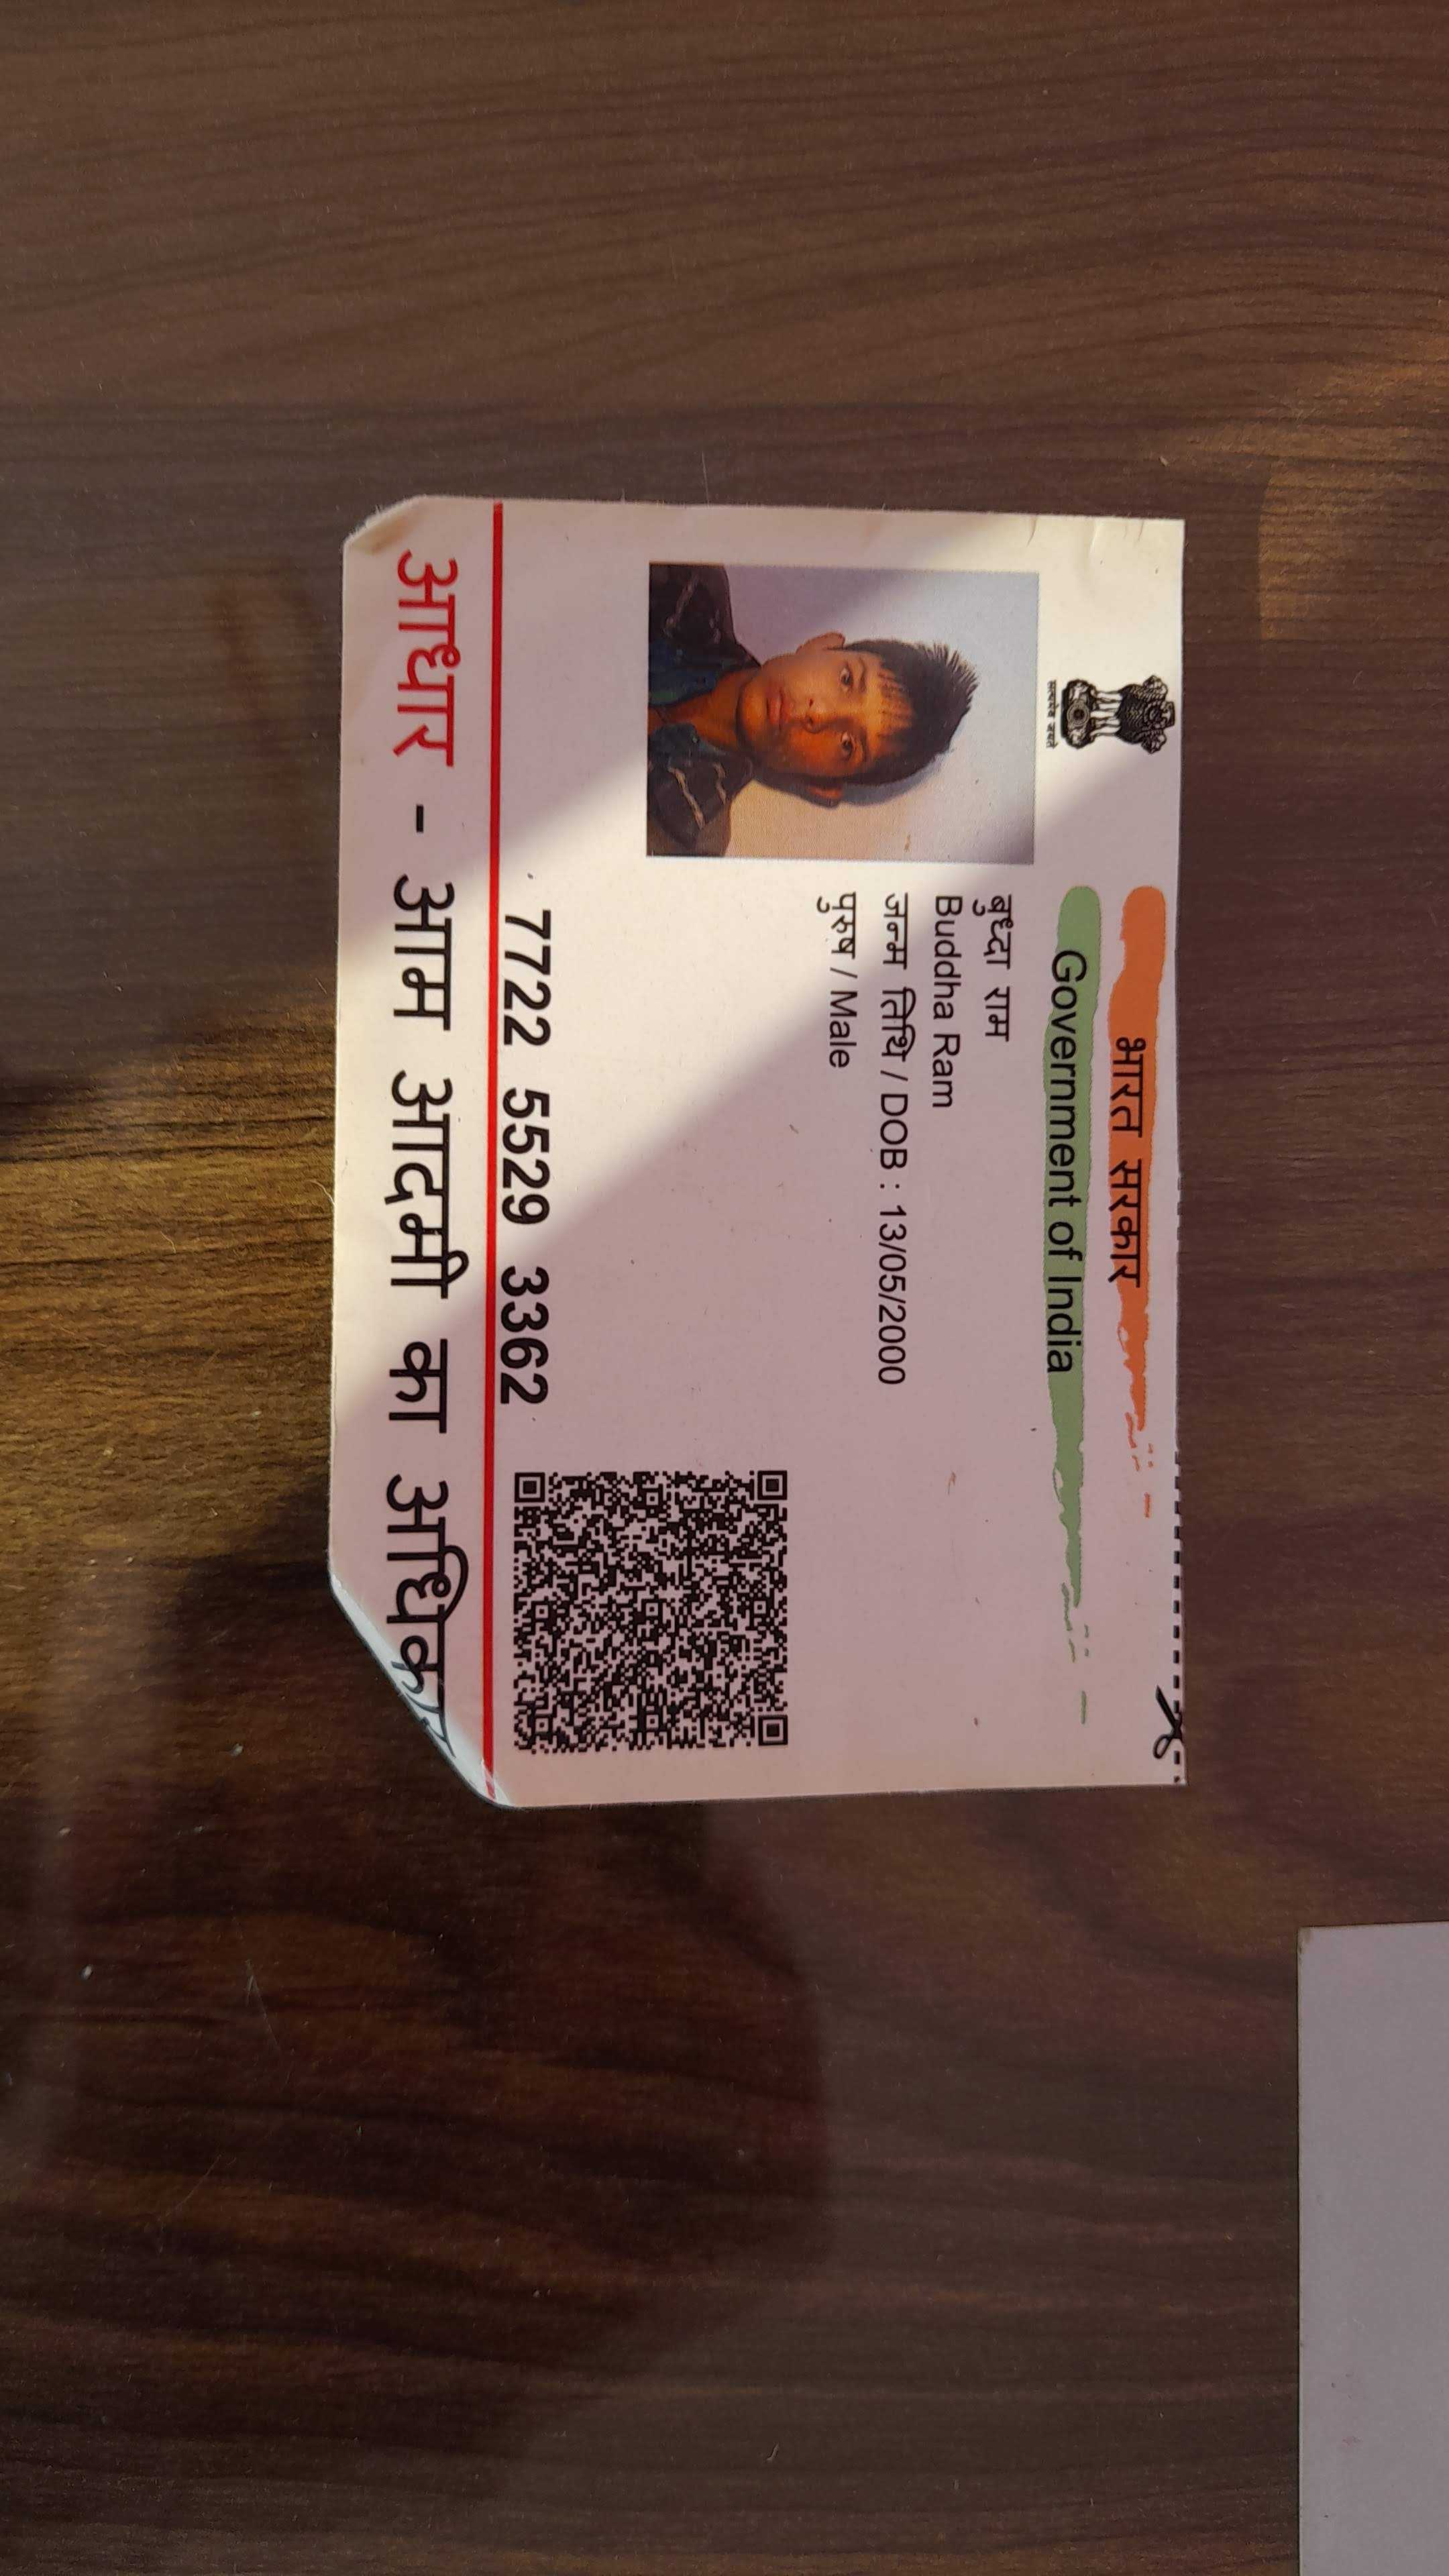 भारत सरकार
Government of India
सत्यमेव जयते
बुध्दा राम
Buddha Ram
जन्म तिथि / DOB : 13/05/2000
पुरुष / Male
7722 5529 3362
आधार - आम आदमी का अधिकार